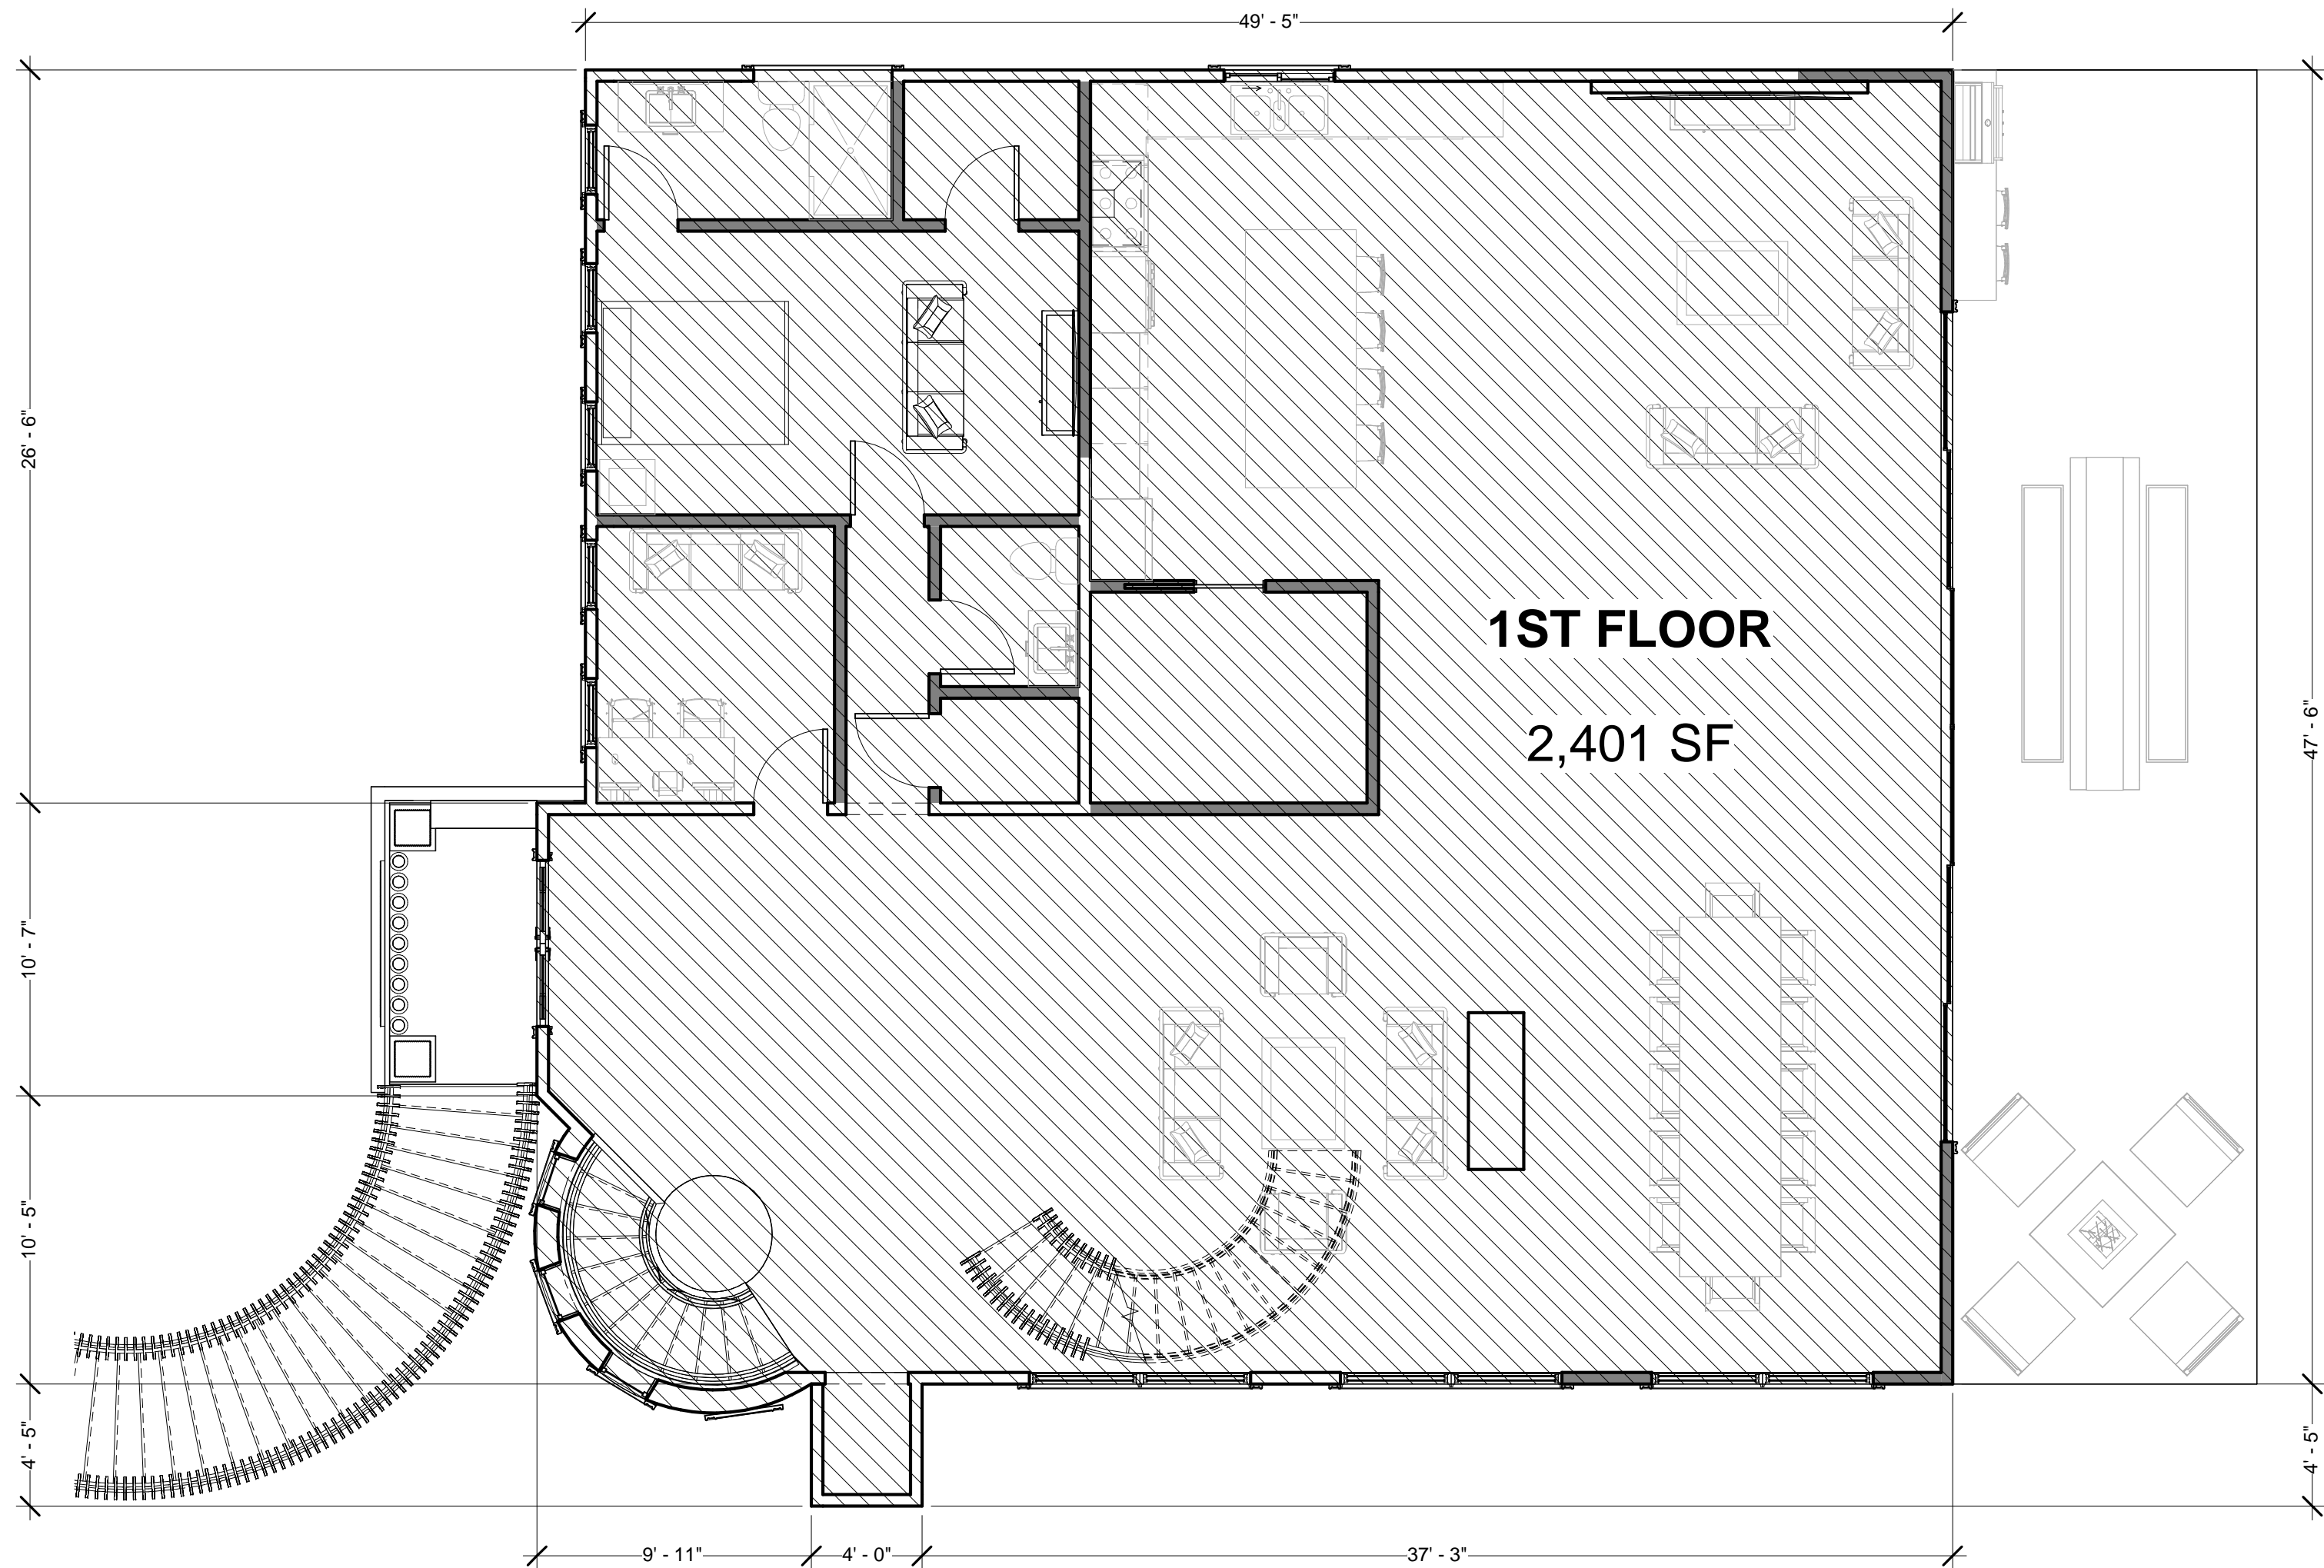 49' - 5"
26' - 6"
1ST FLOOR
2,401 SF
47' - 6"
10' - 7"
10' - 5"
4' - 5"
4' - 5"
9' - 11"
4' - 0"
37' - 3"